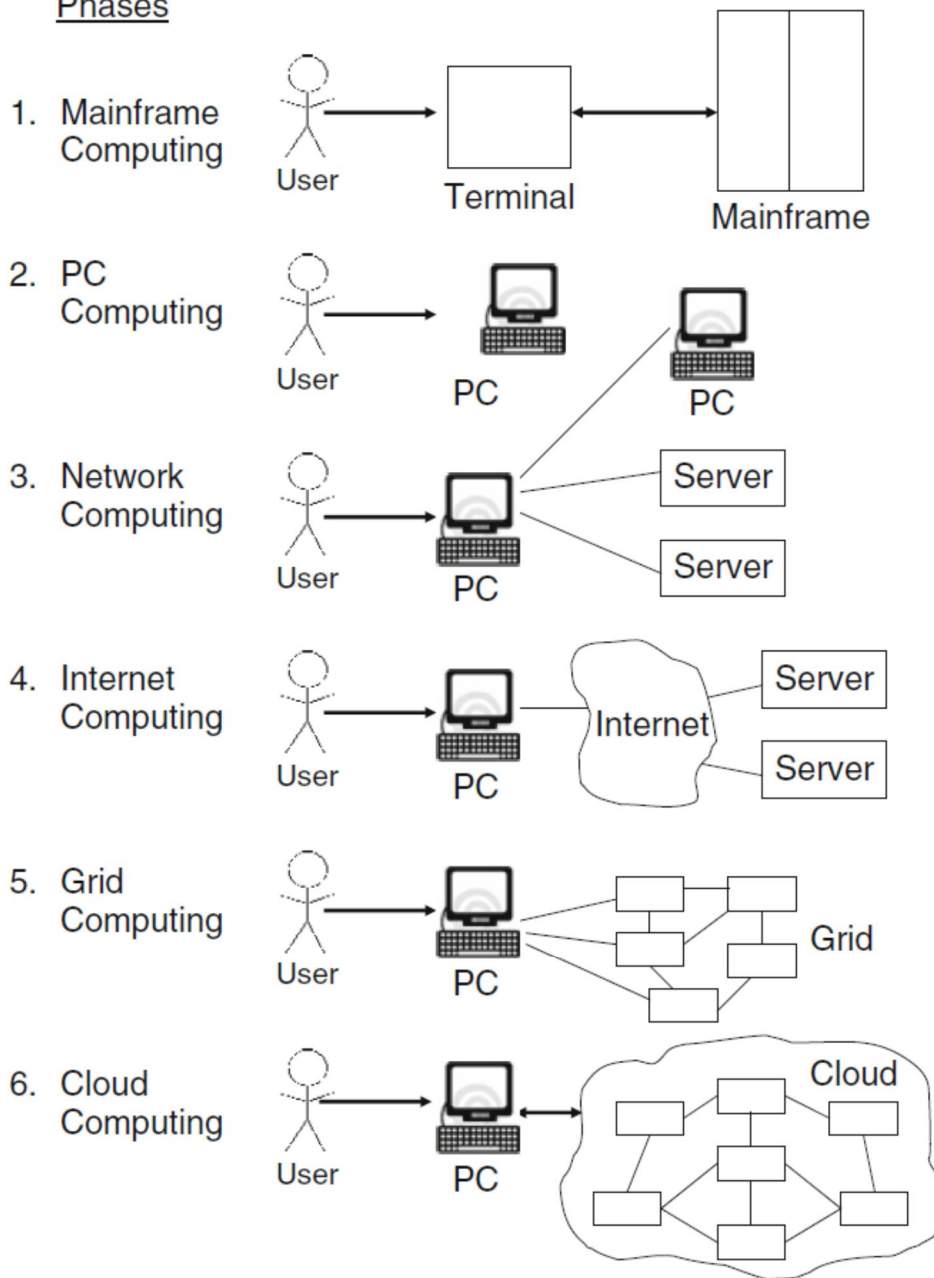 Phases
1. Mainframe
Computing
User
Terminal
Mainframe
2. PC
Computing
User
PC
PC
3. Network
Computing
User
PC
Server
Server
4. Internet
Computing
User
PC
Internet
Server
Server
5. Grid
Computing
User
PC
Grid
6. Cloud
Computing
User
PC
Cloud